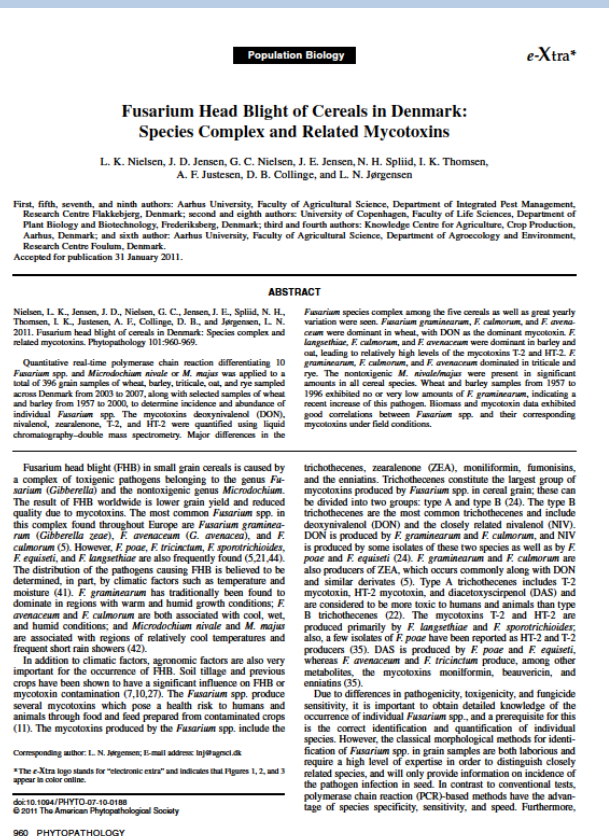 Population Biology
e-Xtra*
Fusarium Head Blight of Cereals in Denmark:
Species Complex and Related Mycotoxins
L. K. Nielsen, J. D. Jensen, G. C. Nielsen, J. E. Jensen, N. H. Spliid, I. K. Thomsen,
A. F. Justesen, D. B. Collinge, and L. N. Jørgensen
First, fifth, seventh, and ninth authors: Aarhus University, Faculty of Agricultural Science, Department of Integrated Pest Management,
Research Centre Flakkebjerg, Denmark; second and eighth authors: University of Copenhagen, Faculty of Life Sciences, Department of
Plant Biology and Biotechnology, Frederiksberg, Denmark; third and fourth authors: Knowledge Centre for Agriculture, Crop Production,
Aarhus, Denmark; and sixth author: Aarhus University, Faculty of Agricultural Science, Department of Agroecology and Environment,
Research Centre Foulum, Denmark.
Accepted for publication 31 January 2011.
ABSTRACT
Nielsen, L. K., Jensen, J. D., Nielsen, G. C., Jensen, J. E., Spliid, N. H.,
Thomsen, I. K., Justesen, A. F., Collinge, D. B., and Jørgensen, L. N.
2011. Fusarium head blight of cereals in Denmark: Species complex and
related mycotoxins. Phytopathology 101:960-969.
Quantitative real-time polymerase chain reaction differentiating 10
Fusarium spp. and Microdochium nivale or M. majus was applied to a
total of 396 grain samples of wheat, barley, triticale, oat, and rye sampled
across Denmark from 2003 to 2007, along with selected samples of wheat
and barley from 1957 to 2000, to determine incidence and abundance of
individual Fusarium spp. The mycotoxins deoxynivalenol (DON),
nivalenol, zearalenone, T-2, and HT-2 were quantified using liquid
chromatography–double mass spectrometry. Major differences in the
Fusarium species complex among the five cereals as well as great yearly
variation were seen. Fusarium graminearum, F. culmorum, and F. avena-
ceum were dominant in wheat, with DON as the dominant mycotoxin. F.
langsethiae, F. culmorum, and F. avenaceum were dominant in barley and
oat, leading to relatively high levels of the mycotoxins T-2 and HT-2. F.
graminearum, F. culmorum, and F. avenaceum dominated in triticale and
rye. The nontoxigenic M. nivale/majus were present in significant
amounts in all cereal species. Wheat and barley samples from 1957 to
1996 exhibited no or very low amounts of F. graminearum, indicating a
recent increase of this pathogen. Biomass and mycotoxin data exhibited
good correlations between Fusarium spp. and their corresponding
mycotoxins under field conditions.
Fusarium head blight (FHB) in small grain cereals is caused by
a complex of toxigenic pathogens belonging to the genus Fu-
sarium (Gibberella) and the nontoxigenic genus Microdochium.
The result of FHB worldwide is lower grain yield and reduced
quality due to mycotoxins. The most common Fusarium spp. in
this complex found throughout Europe are Fusarium graminea-
rum (Gibberella zeae), F. avenaceum (G. avenacea), and F.
culmorum (5). However, F. poae, F. tricinctum, F. sporotrichioides,
F. equiseti, and F. langsethiae are also frequently found (5,21,44).
The distribution of the pathogens causing FHB is believed to be
determined, in part, by climatic factors such as temperature and
moisture (41). F. graminearum has traditionally been found to
dominate in regions with warm and humid growth conditions; F.
avenaceum and F. culmorum are both associated with cool, wet,
and humid conditions; and Microdochium nivale and M. majus
are associated with regions of relatively cool temperatures and
frequent short rain showers (42).
In addition to climatic factors, agronomic factors are also very
important for the occurrence of FHB. Soil tillage and previous
crops have been shown to have a significant influence on FHB or
mycotoxin contamination (7,10,27). The Fusarium spp. produce
several mycotoxins which pose a health risk to humans and
animals through food and feed prepared from contaminated crops
(11). The mycotoxins produced by the Fusarium spp. include the
Corresponding author: L. N. Jørgensen; E-mail address: lnj@agrsci.dk
*The e-Xtra logo stands for “electronic extra” and indicates that Figures 1, 2, and 3
appear in color online.
doi:10.1094/PHYTO-07-10-0188
© 2011 The American Phytopathological Society
trichothecenes, zearalenone (ZEA), moniliformin, fumonisins,
and the enniatins. Trichothecenes constitute the largest group of
mycotoxins produced by Fusarium spp. in cereal grain; these can
be divided into two groups: type A and type B (24). The type B
trichothecenes are the most common trichothecenes and include
deoxynivalenol (DON) and the closely related nivalenol (NIV).
DON is produced by F. graminearum and F. culmorum, and NIV
is produced by some isolates of these two species as well as by F.
poae and F. equiseti (24). F. graminearum and F. culmorum are
also producers of ZEA, which occurs commonly along with DON
and similar derivatives (5). Type A trichothecenes includes T-2
mycotoxin, HT-2 mycotoxin, and diacetoxyscirpenol (DAS) and
are considered to be more toxic to humans and animals than type
B trichothecenes (22). The mycotoxins T-2 and HT-2 are
produced primarily by F. langsethiae and F. sporotrichioides;
also, a few isolates of F. poae have been reported as HT-2 and T-2
producers (35). DAS is produced by F. poae and F. equiseti,
whereas F. avenaceum and F. tricinctum produce, among other
metabolites, the mycotoxins moniliformin, beauvericin, and
enniatins (35).
Due to differences in pathogenicity, toxigenicity, and fungicide
sensitivity, it is important to obtain detailed knowledge of the
occurrence of individual Fusarium spp., and a prerequisite for this
is the correct identification and quantification of individual
species. However, the classical morphological methods for identi-
fication of Fusarium spp. in grain samples are both laborious and
require a high level of expertise in order to distinguish closely
related species, and will only provide information on incidence of
the pathogen infection in seed. In contrast to conventional tests,
polymerase chain reaction (PCR)-based methods have the advan-
tage of species specificity, sensitivity, and speed. Furthermore,
960 PHYTOPATHOLOGY